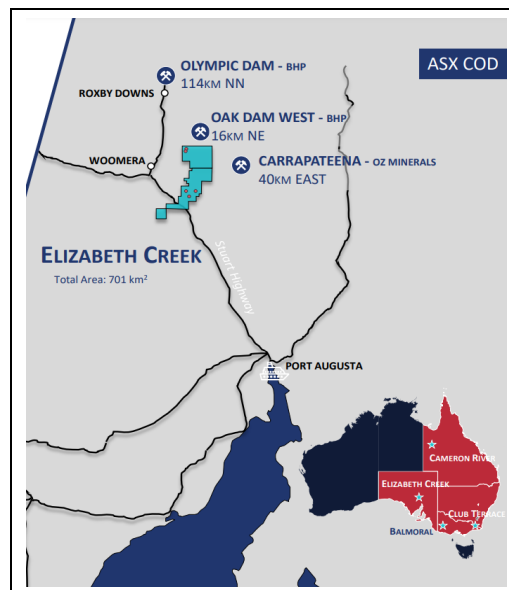 ASX COD
OLYMPIC DAM - BHP
114KM NN
ROXBY DOWNS
OAK DAM WEST - BHP
16KM NE
WOOMERA
CARRAPATEENA - OZ MINERALS
40KM EAST
ELIZABETH CREEK
Total Area: 701 km²
Stuart Highway
PORT AUGUSTA
CAMERON RIVER
ELIZABETH CREEK
CLUB TERRACE
BALMORAL